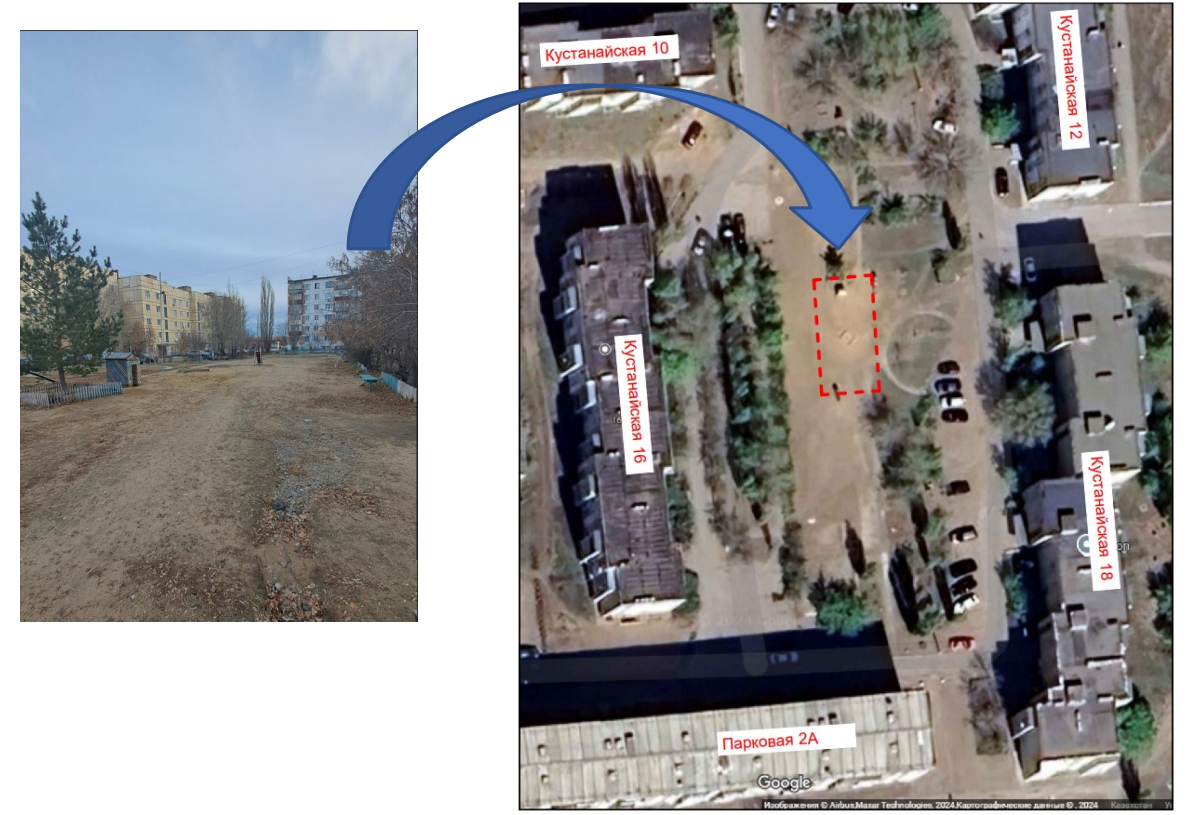 Кустанайская 10
Кустанайская 12
Кустанайская 16
Кустанайская 18
Парковая 2А
Google
Изображения © Airbus,Maxar Technologies, 2024,Картографические данные © , 2024 Казахстан